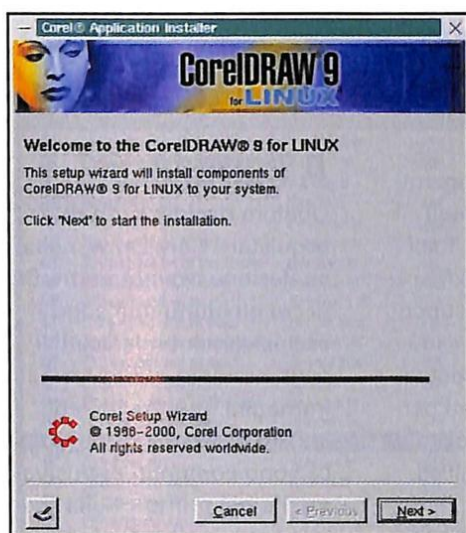 Corel® Application Installer
CorelDRAW 9
for LINUX
Welcome to the CorelDRAW® 9 for LINUX
This setup wizard will install components of
CorelDRAW® 9 for LINUX to your system.
Click "Next" to start the installation.
Corel Setup Wizard
© 1998-2000, Corel Corporation
All rights reserved worldwide.
Cancel
< Previous
Next >